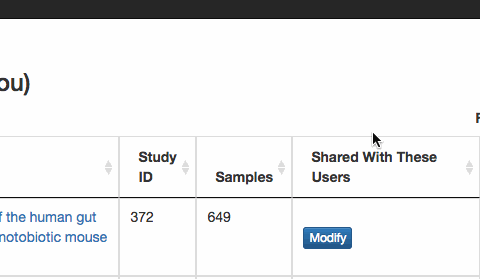 ou)
F
Study ID
Samples
Shared With These Users
f the human gut
notobiotic mouse
372
649
Modify